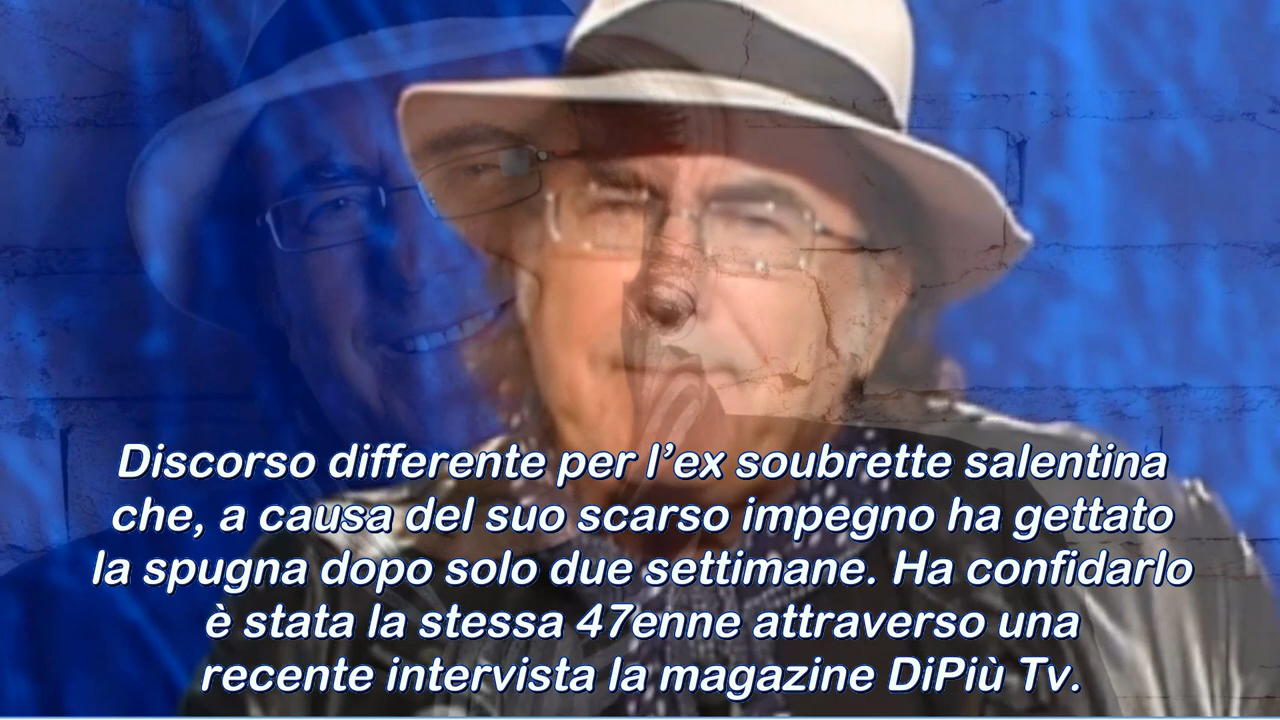 Discorso differente per l’ex soubrette salentina
che, a causa del suo scarso impegno ha gettato
la spugna dopo solo due settimane. Ha confidarlo
è stata la stessa 47enne attraverso una
recente intervista la magazine DiPiù Tv.